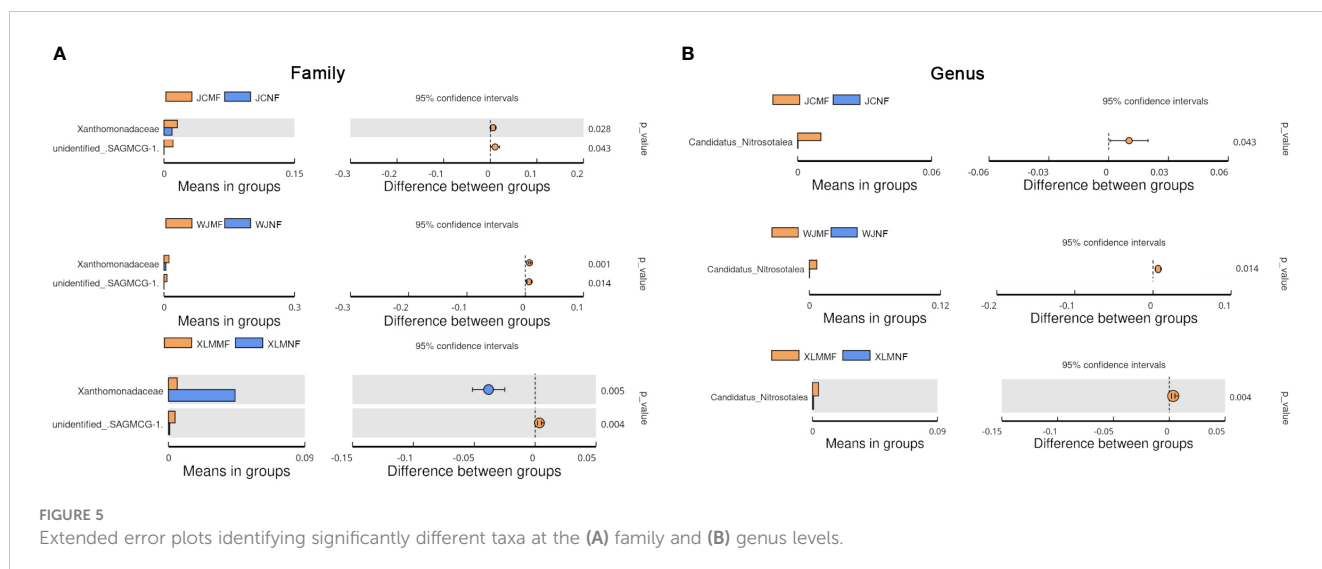 A
Family
JCMF JCNF
95% confidence intervals
Xanthomonadaceae
0.028
unidentified_.SAGMCG-1.
0.043
p_value
0 0.15
-0.3 -0.3 -0.2 -0.1 0 0.1 0.2
Means in groups
Difference between groups
WJMF WJNF
95% confidence intervals
Xanthomonadaceae
0.001
unidentified_.SAGMCG-1.
0.014
p_value
0 0.3
-0.3 -0.2 -0.1 0 0.1
Means in groups
Difference between groups
XLMMF XLMNF
95% confidence intervals
Xanthomonadaceae
0.005
unidentified_.SAGMCG-1.
0.004
p_value
0 0.09
-0.15 -0.1 -0.05 0 0.05
Means in groups
Difference between groups
B
Genus
JCMF JCNF
95% confidence intervals
Candidatus_Nitrosotalea
0.043
p_value
0 0.06
-0.06 -0.03 0 0.03 0.06
Means in groups
Difference between groups
WJMF WJNF
95% confidence intervals
Candidatus_Nitrosotalea
0.014
p_value
0 0.12
-0.2 -0.1 0 0.1
Means in groups
Difference between groups
XLMMF XLMNF
95% confidence intervals
Candidatus_Nitrosotalea
0.004
p_value
0 0.09
-0.15 -0.1 -0.05 0 0.05
Means in groups
Difference between groups
FIGURE 5
Extended error plots identifying significantly different taxa at the (A) family and (B) genus levels.